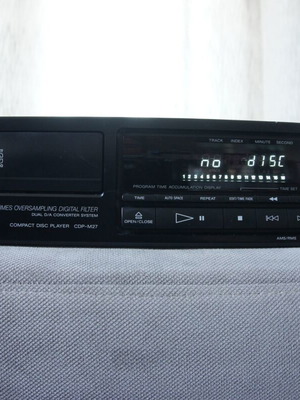 TRACK INDEX MINUTE SECOND
no dISC
PROGRAM TIME ACCUMULATION DISPLAY
TIME SET
TIMES OVERSAMPLING DIGITAL FILTER
DUAL D/A CONVERTER SYSTEM
TIME AUTO SPACE REPEAT
OPEN/CLOSE
COMPACT DISC PLAYER CDP-M27